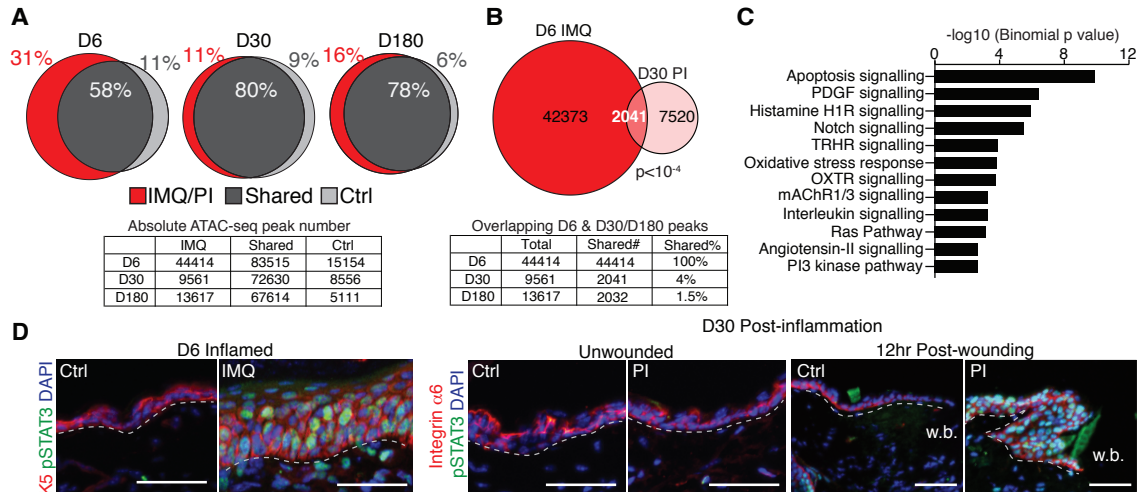 A
D6
D30
D180
31%
11%
11%
9%
16%
6%
58%
80%
78%
IMQ/PI Shared Ctrl
Absolute ATAC-seq peak number
IMQ Shared Ctrl
D6 44414 83515 15154
D30 9561 72630 8556
D180 13617 67614 5111
B
D6 IMQ
D30 PI
42373
2041
7520
p<10⁻⁴
Overlapping D6 & D30/D180 peaks
Total Shared# Shared%
D6 44414 44414 100%
D30 9561 2041 4%
D180 13617 2032 1.5%
C
-log10 (Binomial p value)
0 4 8 12
Apoptosis signalling
PDGF signalling
Histamine H1R signalling
Notch signalling
TRHR signalling
Oxidative stress response
OXTR signalling
mAChR1/3 signalling
Interleukin signalling
Ras Pathway
Angiotensin-II signalling
PI3 kinase pathway
D
D6 Inflamed
K5 pSTAT3 DAPI
Ctrl
IMQ
D30 Post-inflammation
Unwounded
12hr Post-wounding
Integrin α6
pSTAT3 DAPI
Ctrl
PI
Ctrl
w.b.
PI
w.b.